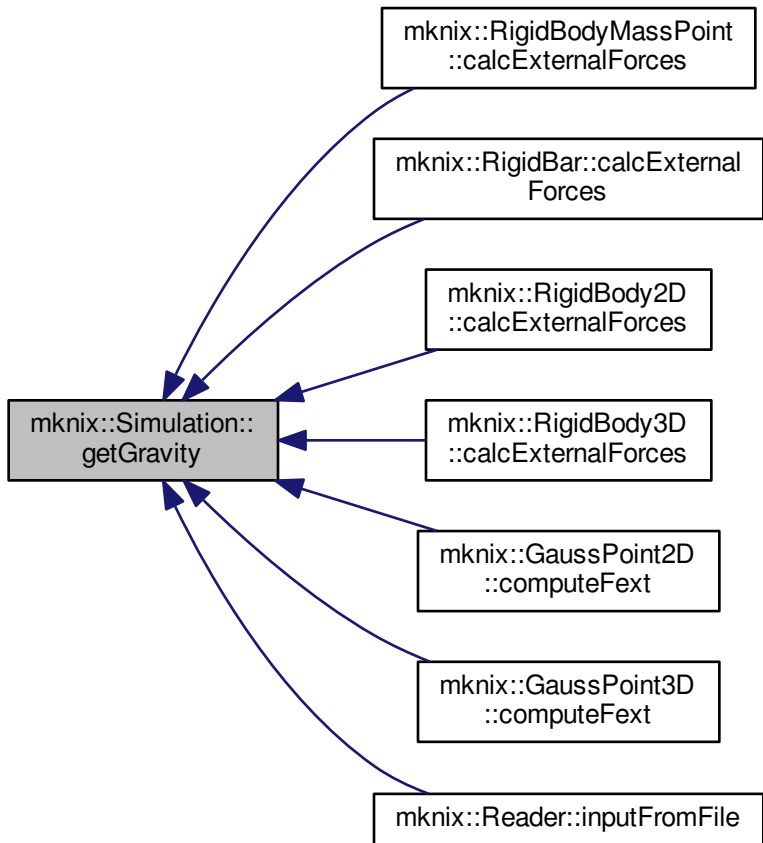 mknix::RigidBodyMassPoint
::calcExternalForces
mknix::RigidBar::calcExternal
Forces
mknix::RigidBody2D
::calcExternalForces
mknix::Simulation::
getGravity
mknix::RigidBody3D
::calcExternalForces
mknix::GaussPoint2D
::computeFext
mknix::GaussPoint3D
::computeFext
mknix::Reader::inputFromFile